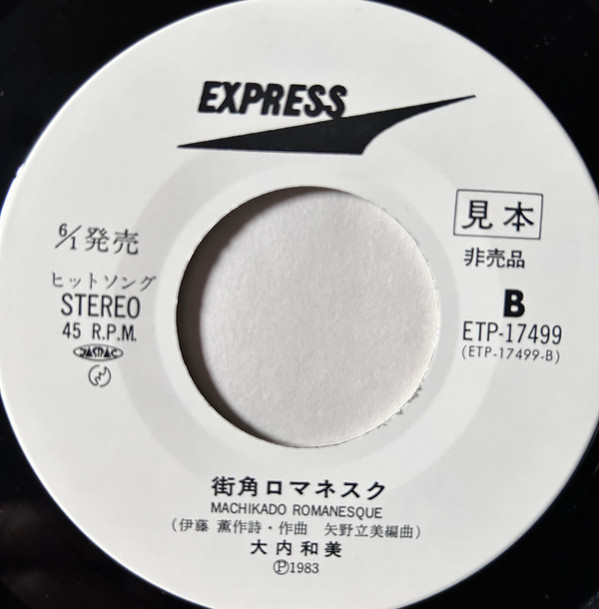 EXPRESS
見本
6/1発売
非売品
ヒットソング
STEREO
B
45 R.P.M.
ETP-17499
JASRAC
(ETP-17499-B)
街角ロマネスク
MACHIKADO ROMANESQUE
(伊藤 薫作詩・作曲 矢野立美編曲)
大内和美
Ⓟ1983